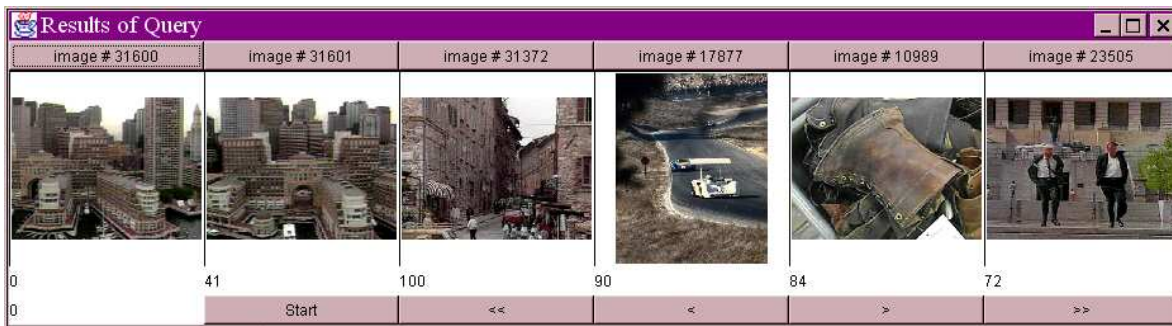 Results of Query
image # 31600 image # 31601 image # 31372 image # 17877 image # 10989 image # 23505
0 41 100 90 84 72
0 Start << < > >>